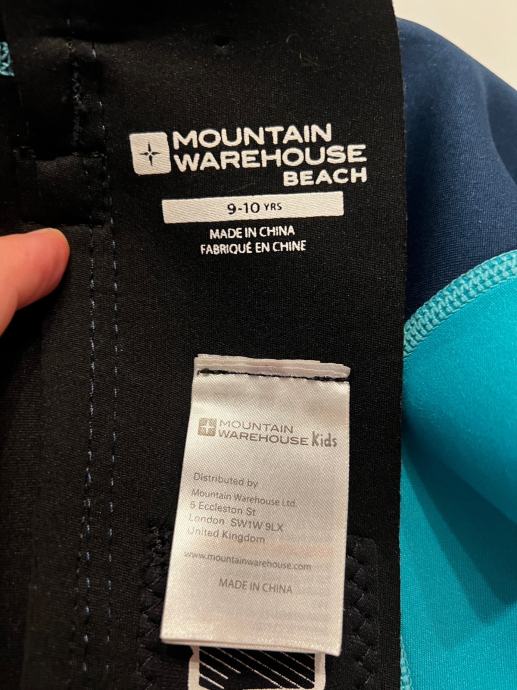 MOUNTAIN
WAREHOUSE
BEACH
9-10 YRS
MADE IN CHINA
FABRIQUÉ EN CHINE
MOUNTAIN
WAREHOUSE Kids
Distributed by
Mountain Warehouse Ltd.
5 Eccleston St
London SW1W 9LX
United Kingdom
www.mountainwarehouse.com
MADE IN CHINA